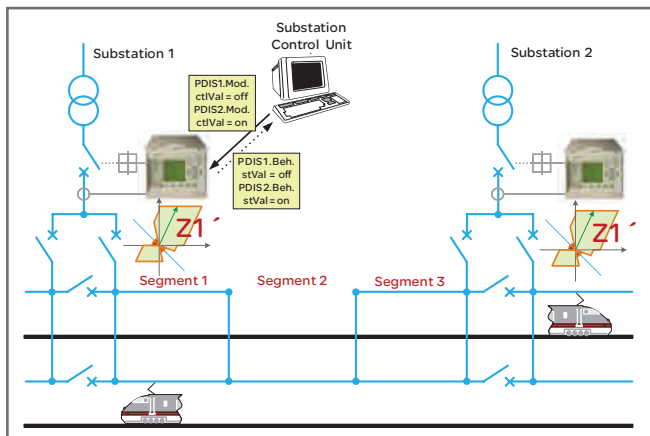 Substation
Control Unit
Substation 1
Substation 2
PDIS1.Mod.
ctlVal = off
PDIS2.Mod.
ctlVal = on
PDIS1.Beh.
stVal = off
PDIS2.Beh.
stVal = on
Z1 ´
Z1 ´
Segment 1
Segment 2
Segment 3